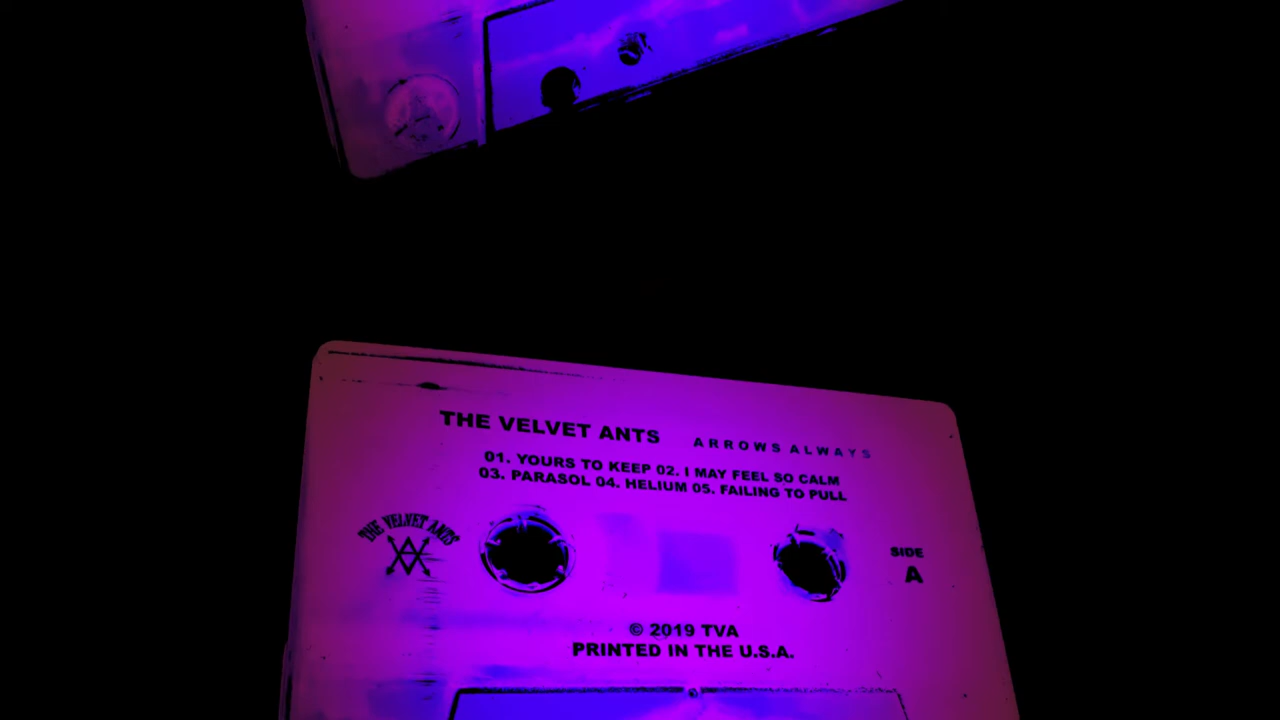 THE VELVET ANTS ARROWS ALWAYS
01. YOURS TO KEEP 02. I MAY FEEL SO CALM
03. PARASOL 04. HELIUM 05. FAILING TO PULL
THE VELVET ANTS
SIDE
A
© 2019 TVA
PRINTED IN THE U.S.A.